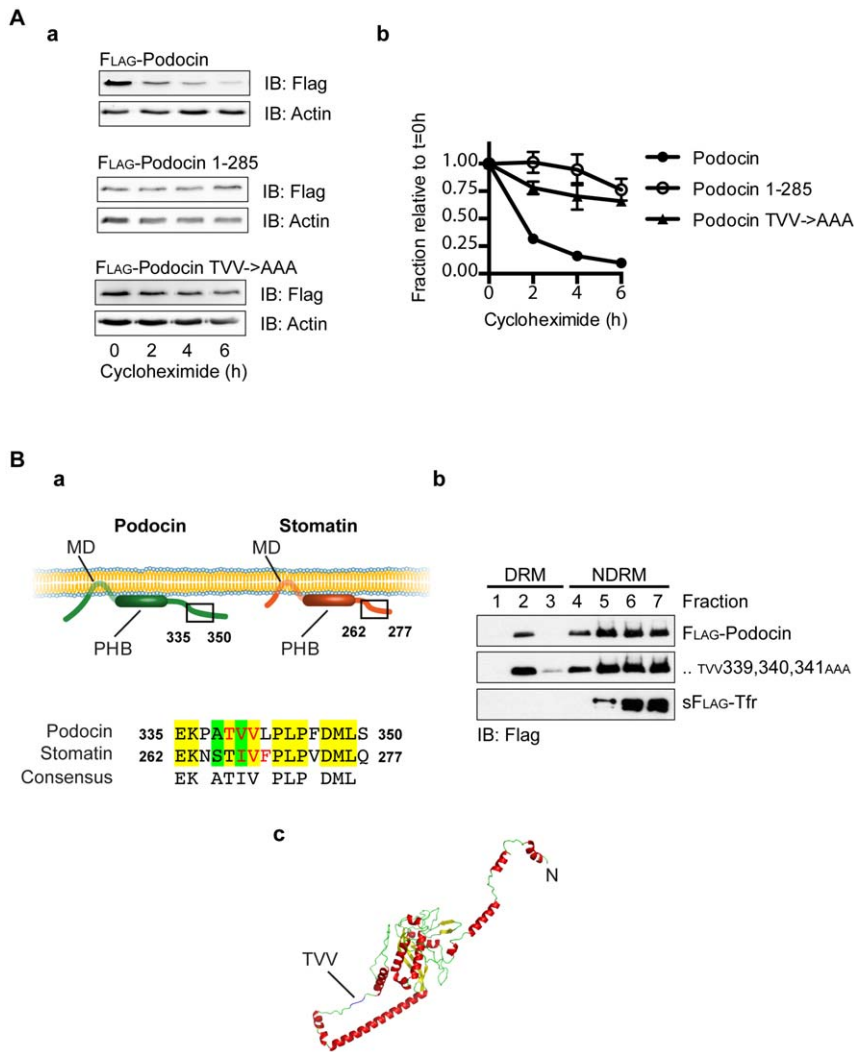 A
a
FLAG-Podocin
IB: Flag
IB: Actin
FLAG-Podocin 1-285
IB: Flag
IB: Actin
FLAG-Podocin TVV->AAA
IB: Flag
IB: Actin
0 2 4 6
Cycloheximide (h)
b
Fraction relative to t=0h
1.00
0.75
0.50
0.25
0.00
0 2 4 6
Cycloheximide (h)
Podocin
Podocin 1-285
Podocin TVV->AAA
B
a
Podocin Stomatin
MD MD
PHB 335 350 PHB 262 277
Podocin 335 EKPATVVLPLPFDMLS 350
Stomatin 262 EKNSTIVFPLPVDMLQ 277
Consensus EK ATIV PLP DML
b
DRM NDRM
1 2 3 4 5 6 7 Fraction
FLAG-Podocin
.. TVV339,340,341AAA
sFLAG-Tfr
IB: Flag
c
N
TVV